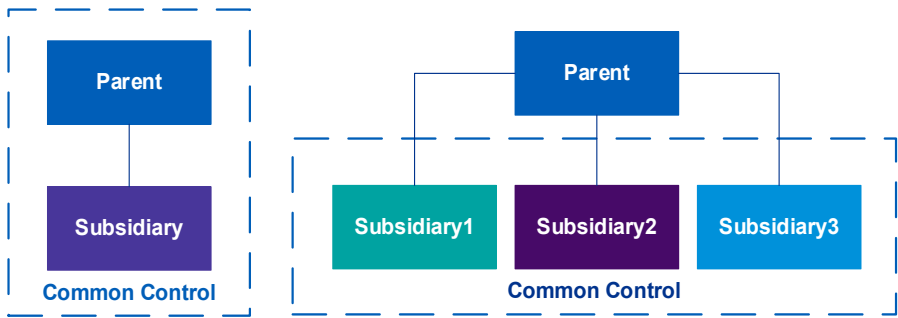 Parent
Subsidiary
Common Control
Parent
Subsidiary1
Subsidiary2
Subsidiary3
Common Control